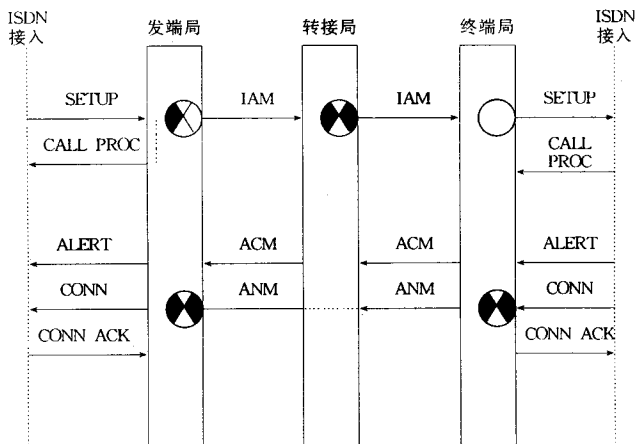 ISDN
接入
发端局
转接局
终端局
ISDN
接入
SETUP
IAM
IAM
SETUP
CALL PROC
CALL
PROC
ALERT
ACM
ACM
ALERT
CONN
ANM
ANM
CONN
CONN ACK
CONN ACK